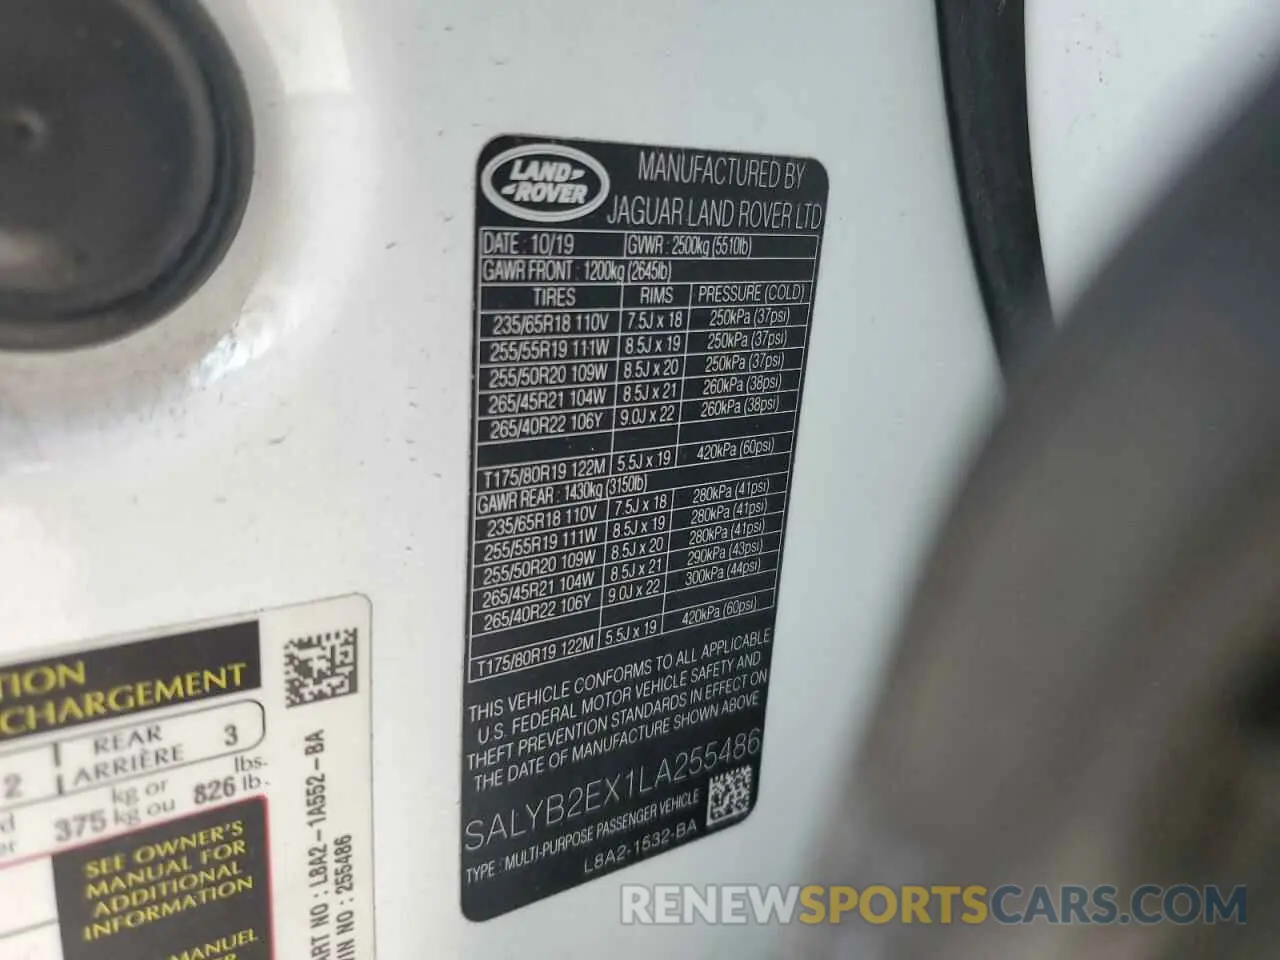 LAND-
-ROVER
MANUFACTURED BY
JAGUAR LAND ROVER LTD
DATE : 10/19 GVWR : 2500kg (5510lb)
GAWR FRONT : 1200kg (2645lb)
TIRES RIMS PRESSURE (COLD)
235/65R18 110V 7.5J x 18 250kPa (37psi)
255/55R19 111W 8.5J x 19 250kPa (37psi)
255/50R20 109W 8.5J x 20 250kPa (37psi)
265/45R21 104W 8.5J x 21 260kPa (38psi)
265/40R22 106Y 9.0J x 22 260kPa (38psi)
T175/80R19 122M 5.5J x 19 420kPa (60psi)
GAWR REAR : 1430kg (3150lb)
235/65R18 110V 7.5J x 18 280kPa (41psi)
255/55R19 111W 8.5J x 19 280kPa (41psi)
255/50R20 109W 8.5J x 20 280kPa (41psi)
265/45R21 104W 8.5J x 21 290kPa (43psi)
265/40R22 106Y 9.0J x 22 300kPa (44psi)
T175/80R19 122M 5.5J x 19 420kPa (60psi)
THIS VEHICLE CONFORMS TO ALL APPLICABLE
U.S. FEDERAL MOTOR VEHICLE SAFETY AND
THEFT PREVENTION STANDARDS IN EFFECT ON
THE DATE OF MANUFACTURE SHOWN ABOVE
SALYB2EX1LA255486
TYPE : MULTI-PURPOSE PASSENGER VEHICLE
L8A2-1532-BA
TION
CHARGEMENT
2 REAR
ARRIÈRE 3
375 kg or
kg ou 826 lbs.
lb.
SEE OWNER'S
MANUAL FOR
ADDITIONAL
INFORMATION
MANUEL
ART NO : L8A2-1A552-BA
VIN NO : 255486
RENEWSPORTSCARS.COM